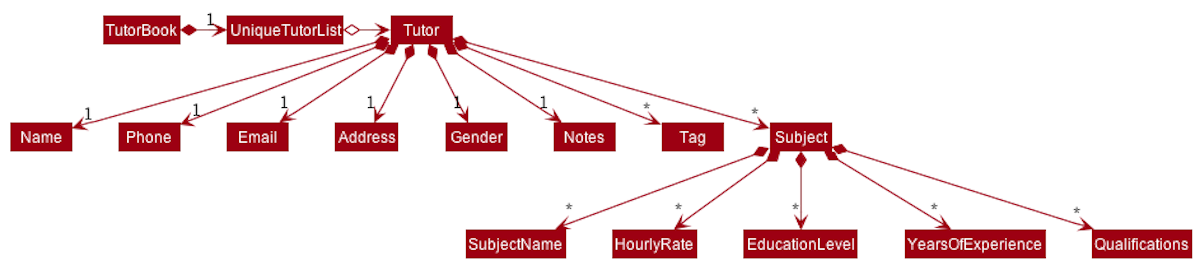 TutorBook
1
UniqueTutorList
Tutor
1
1
1
1
1
1
*
*
Name
Phone
Email
Address
Gender
Notes
Tag
Subject
*
*
*
*
*
SubjectName
HourlyRate
EducationLevel
YearsOfExperience
Qualifications